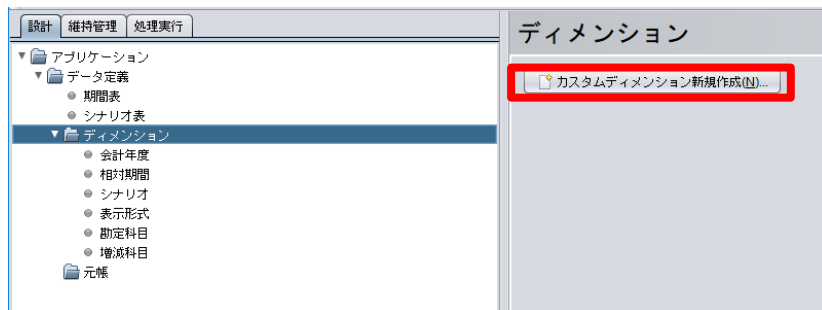 設計 維持管理 処理実行
アプリケーション
データ定義
期間表
シナリオ表
ディメンション
会計年度
相対期間
シナリオ
表示形式
勘定科目
増減科目
元帳
ディメンション
カスタムディメンション新規作成(N)...